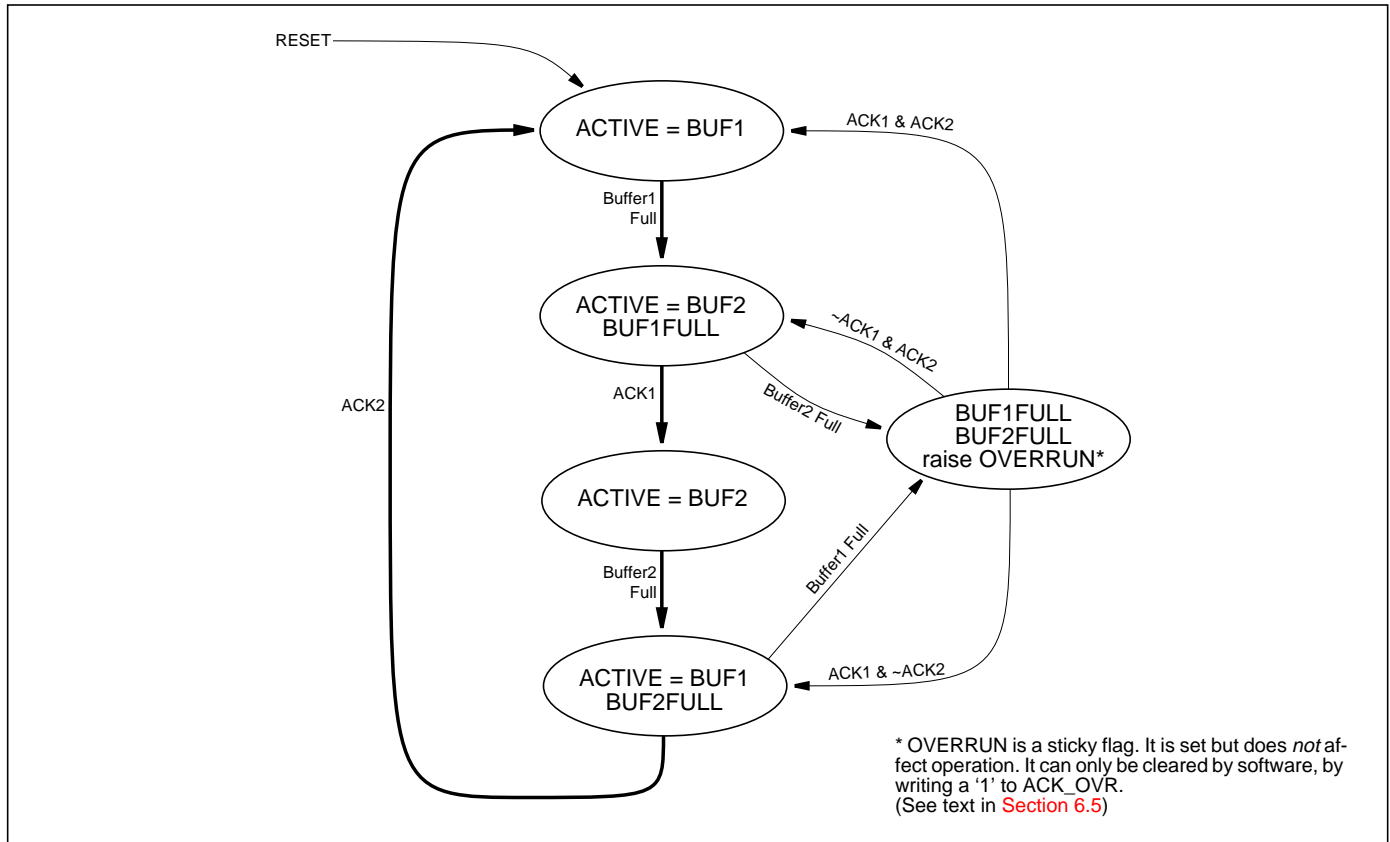 RESET
ACTIVE = BUF1
ACK1 & ACK2
Buffer1
Full
ACTIVE = BUF2
BUF1FULL
~ACK1 & ACK2
Buffer2 Full
ACK1
ACK2
BUF1FULL
BUF2FULL
raise OVERRUN*
ACTIVE = BUF2
Buffer2
Full
Buffer1 Full
ACTIVE = BUF1
BUF2FULL
ACK1 & ~ACK2
* OVERRUN is a sticky flag. It is set but does not af-
fect operation. It can only be cleared by software, by
writing a ‘1’ to ACK_OVR.
(See text in Section 6.5)